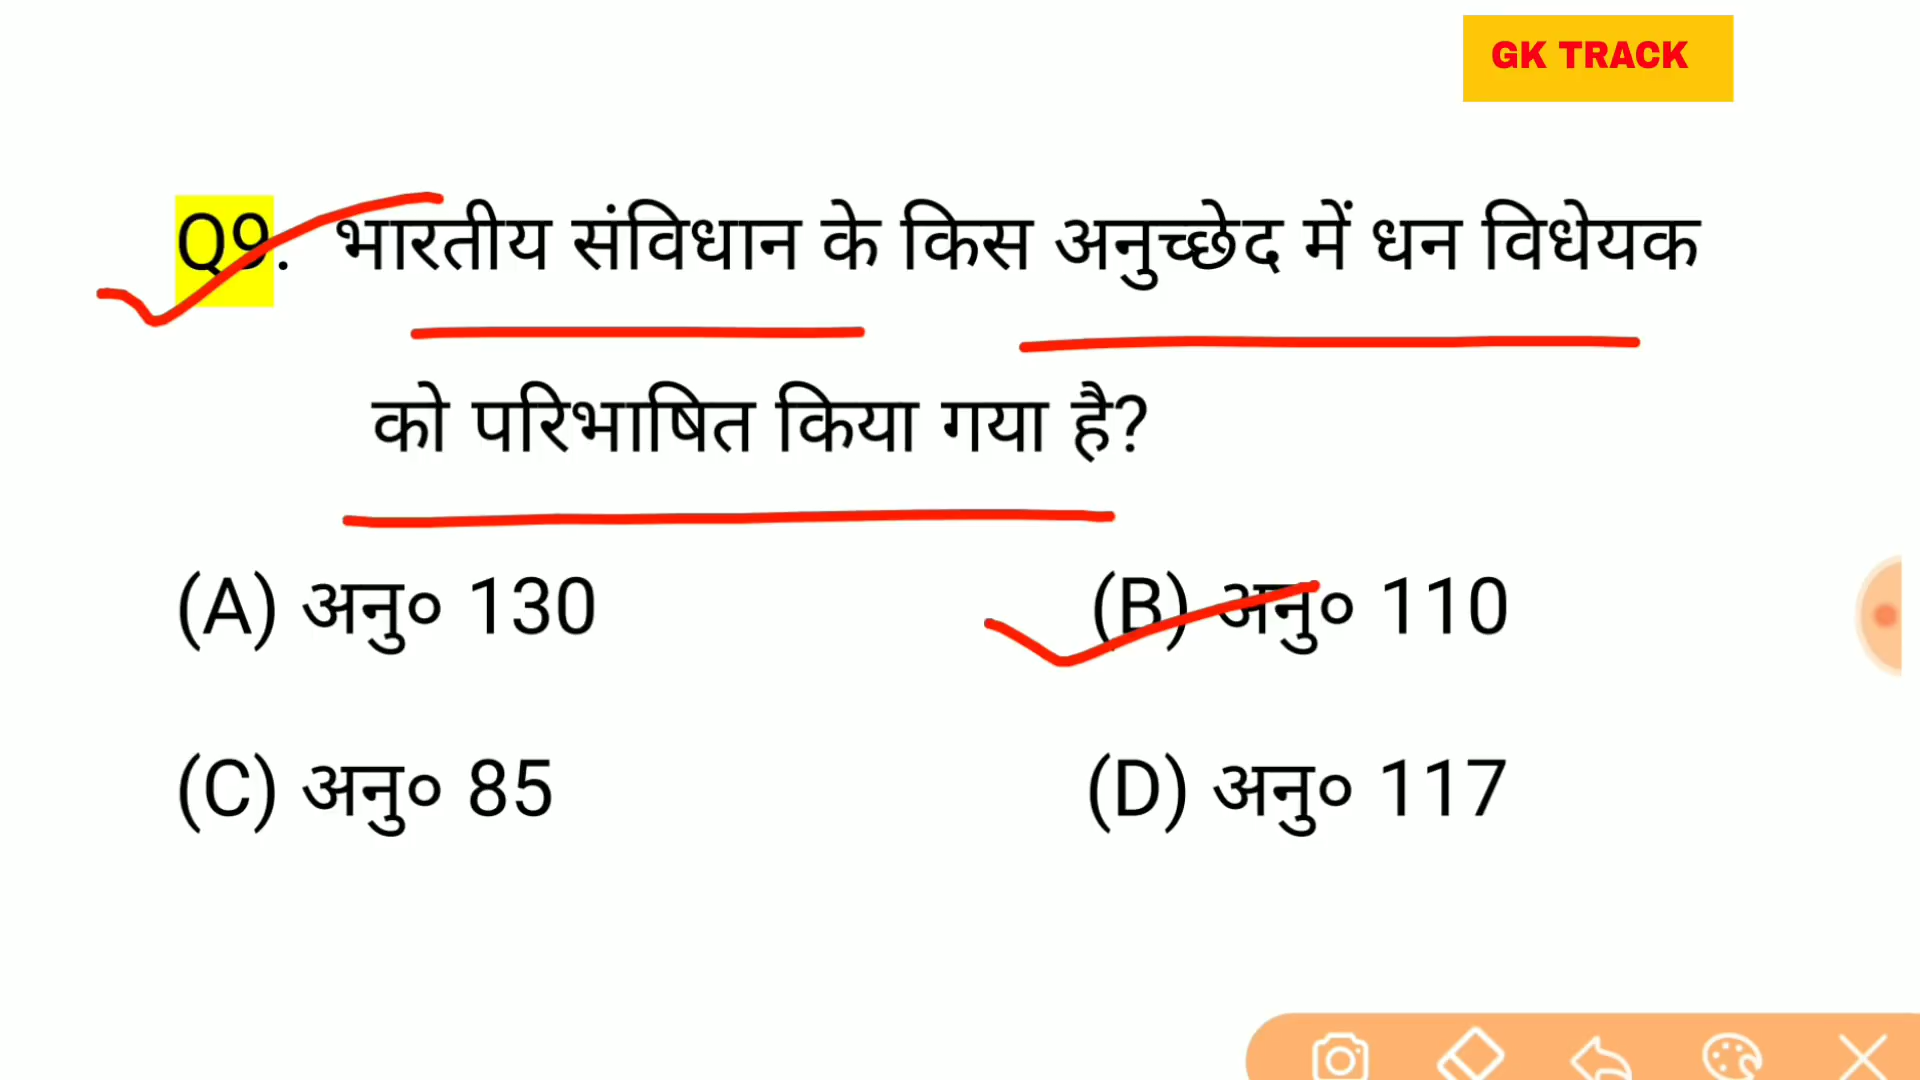 GK TRACK
Q9. भारतीय संविधान के किस अनुच्छेद में धन विधेयक
को परिभाषित किया गया है?
(A) अनु० 130 (B) अनु० 110
(C) अनु० 85 (D) अनु० 117